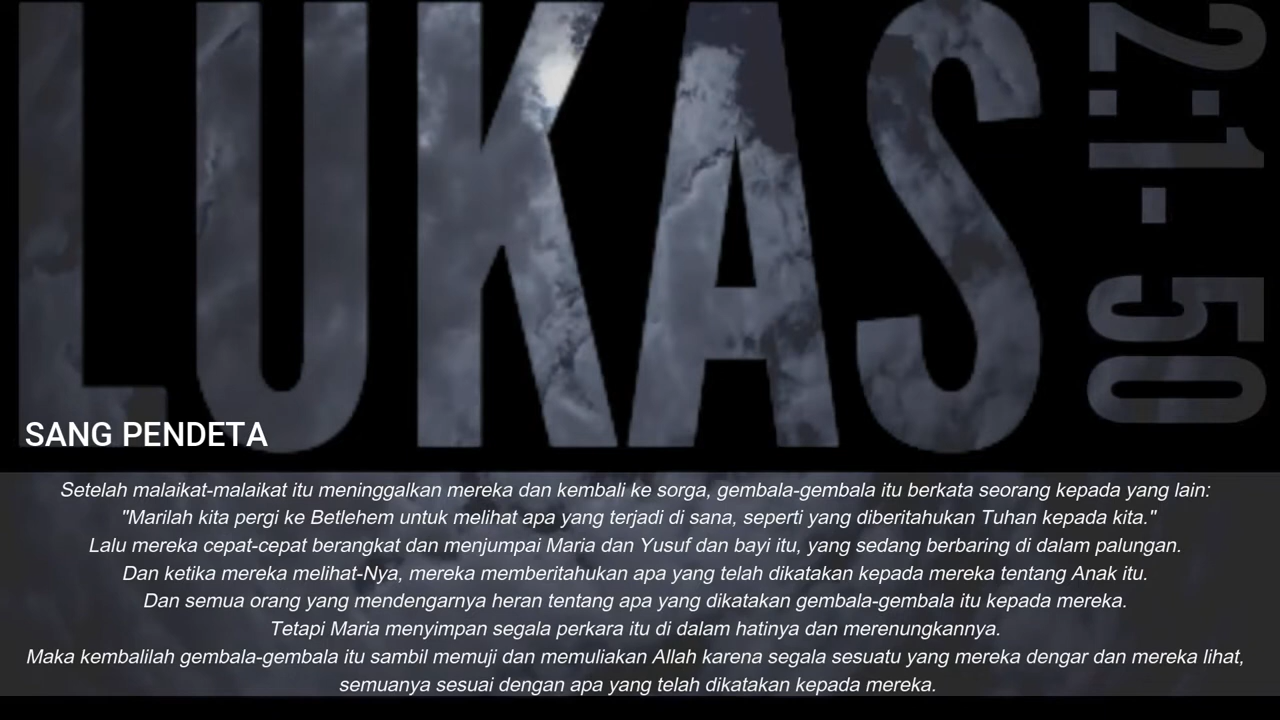 LUKAS
2:1-50
SANG PENDETA
Setelah malaikat-malaikat itu meninggalkan mereka dan kembali ke sorga, gembala-gembala itu berkata seorang kepada yang lain:
"Marilah kita pergi ke Betlehem untuk melihat apa yang terjadi di sana, seperti yang diberitahukan Tuhan kepada kita."
Lalu mereka cepat-cepat berangkat dan menjumpai Maria dan Yusuf dan bayi itu, yang sedang berbaring di dalam palungan.
Dan ketika mereka melihat-Nya, mereka memberitahukan apa yang telah dikatakan kepada mereka tentang Anak itu.
Dan semua orang yang mendengarnya heran tentang apa yang dikatakan gembala-gembala itu kepada mereka.
Tetapi Maria menyimpan segala perkara itu di dalam hatinya dan merenungkannya.
Maka kembalilah gembala-gembala itu sambil memuji dan memuliakan Allah karena segala sesuatu yang mereka dengar dan mereka lihat,
semuanya sesuai dengan apa yang telah dikatakan kepada mereka.